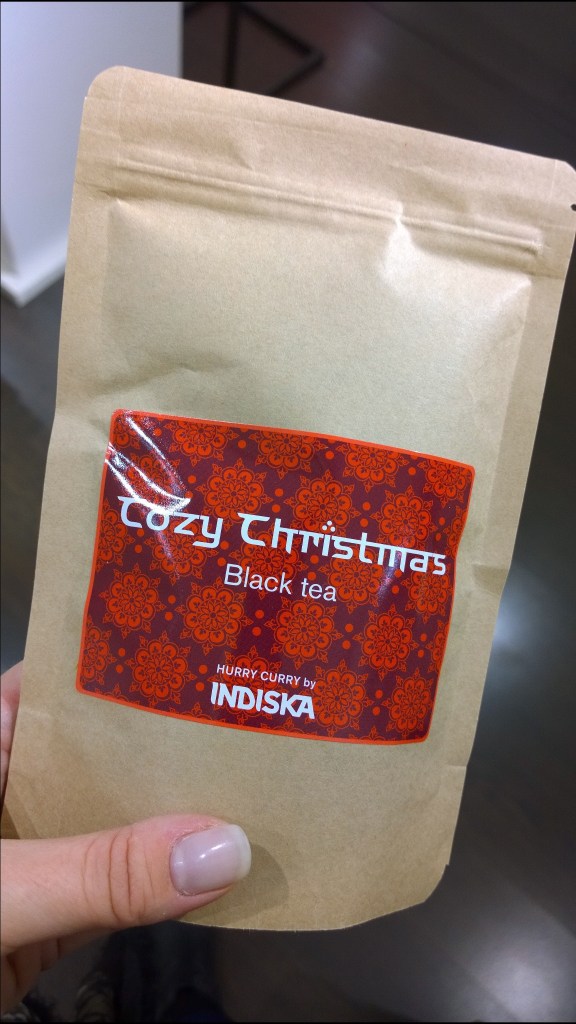 Cozy Christmas
Black tea
HURRY CURRY by
INDISKA